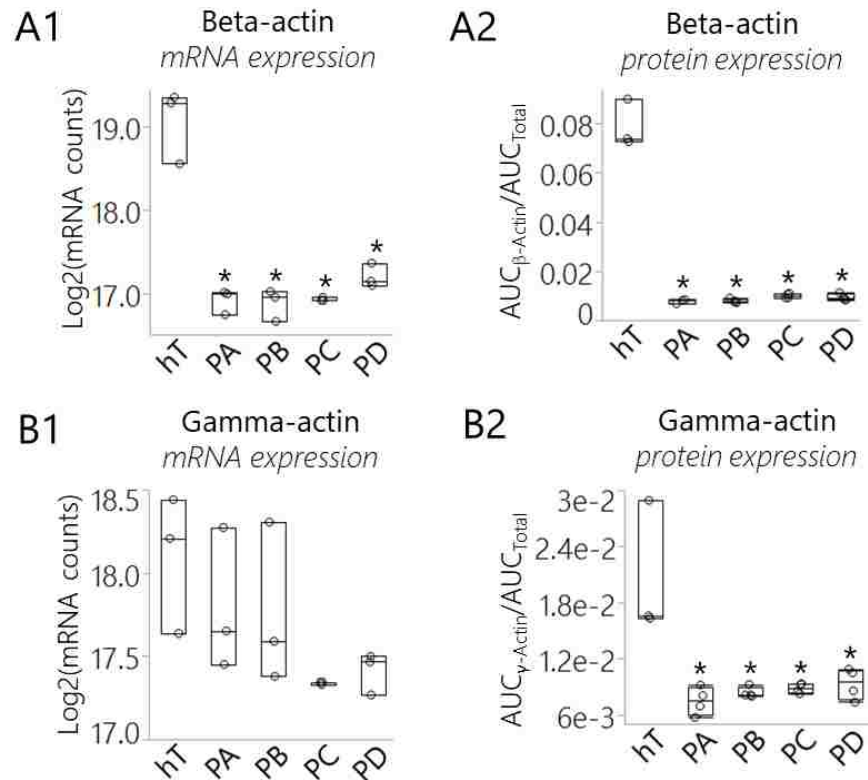 A1
Beta-actin
mRNA expression
Log2(mRNA counts)
19.0
18.0
17.0
*
*
*
*
hT
PA
PB
PC
PD
A2
Beta-actin
protein expression
AUCβ-Actin/AUCTotal
0.08
0.06
0.04
0.02
0
*
*
*
*
hT
PA
PB
PC
PD
B1
Gamma-actin
mRNA expression
Log2(mRNA counts)
18.5
18.0
17.5
17.0
hT
PA
PB
PC
PD
B2
Gamma-actin
protein expression
AUCγ-Actin/AUCTotal
3e-2
2.4e-2
1.8e-2
1.2e-2
6e-3
*
*
*
*
hT
PA
PB
PC
PD